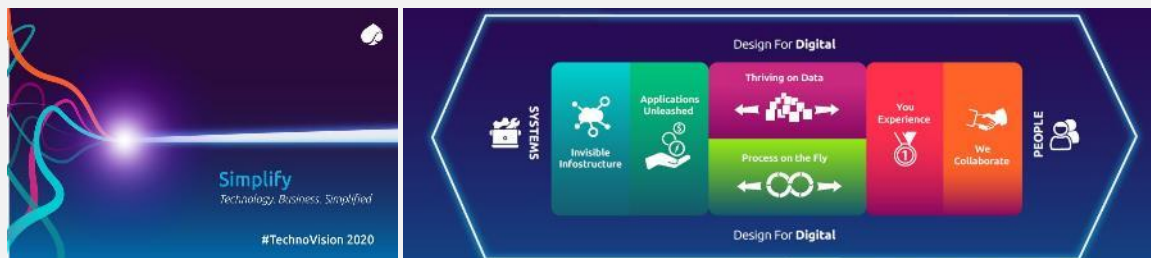 Simplify
Technology. Business. Simplified
#TechnoVision 2020
Design For Digital
SYSTEMS
Invisible
Infostructure
Applications
Unleashed
Thriving on Data
Process on the Fly
You
Experience
1
We
Collaborate
PEOPLE
Design For Digital